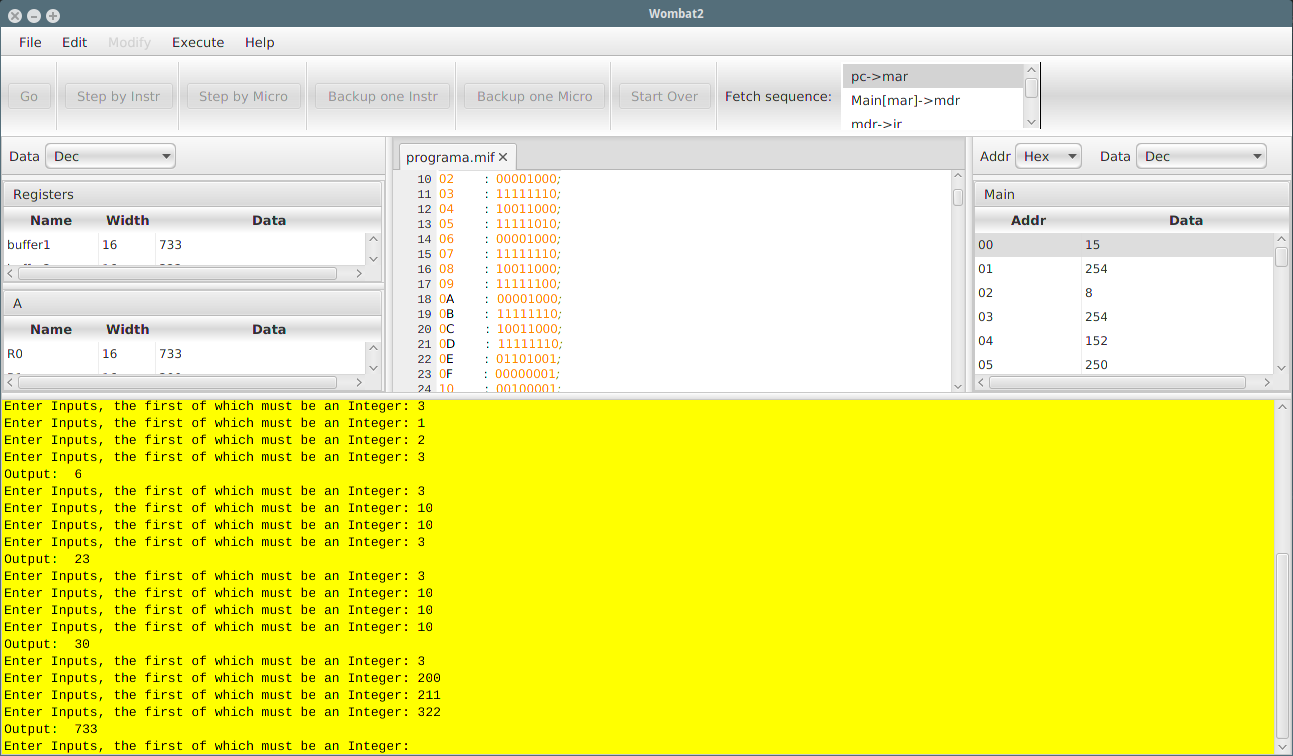 Wombat2
File Edit Modify Execute Help
Go Step by Instr Step by Micro Backup one Instr Backup one Micro Start Over Fetch sequence:
pc->mar
Main[mar]->mdr
mdr->ir
Data Dec
Registers
Name Width Data
buffer1 16 733
A
Name Width Data
R0 16 733
programa.mif
10 02 : 00001000;
11 03 : 11111110;
12 04 : 10011000;
13 05 : 11111010;
14 06 : 00001000;
15 07 : 11111110;
16 08 : 10011000;
17 09 : 11111100;
18 0A : 00001000;
19 0B : 11111110;
20 0C : 10011000;
21 0D : 11111110;
22 0E : 01101001;
23 0F : 00000001;
24 10 : 00100001;
Addr Hex Data Dec
Main
Addr Data
00 15
01 254
02 8
03 254
04 152
05 250
Enter Inputs, the first of which must be an Integer: 3
Enter Inputs, the first of which must be an Integer: 1
Enter Inputs, the first of which must be an Integer: 2
Enter Inputs, the first of which must be an Integer: 3
Output: 6
Enter Inputs, the first of which must be an Integer: 3
Enter Inputs, the first of which must be an Integer: 10
Enter Inputs, the first of which must be an Integer: 10
Enter Inputs, the first of which must be an Integer: 3
Output: 23
Enter Inputs, the first of which must be an Integer: 3
Enter Inputs, the first of which must be an Integer: 10
Enter Inputs, the first of which must be an Integer: 10
Enter Inputs, the first of which must be an Integer: 10
Output: 30
Enter Inputs, the first of which must be an Integer: 3
Enter Inputs, the first of which must be an Integer: 200
Enter Inputs, the first of which must be an Integer: 211
Enter Inputs, the first of which must be an Integer: 322
Output: 733
Enter Inputs, the first of which must be an Integer: